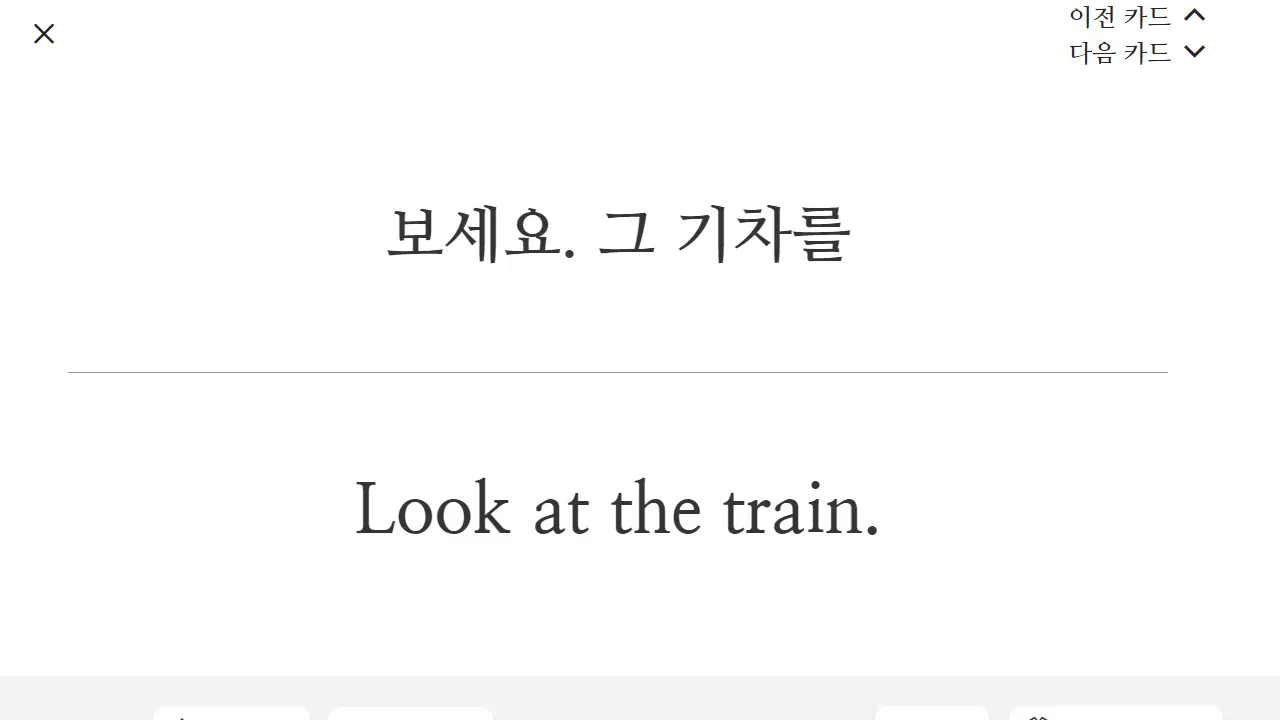 이전 카드
다음 카드
보세요. 그 기차를
Look at the train.